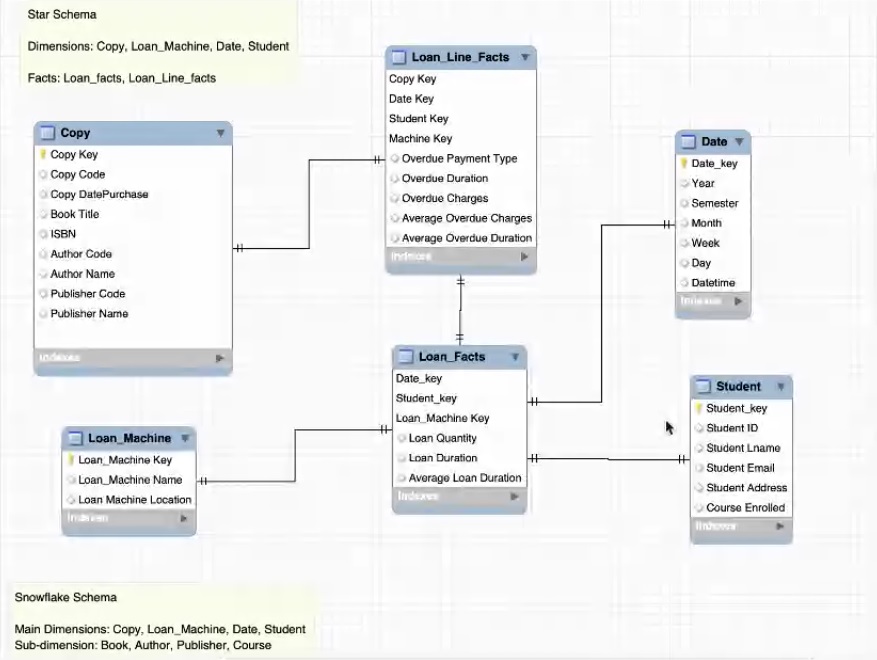 Star Schema
Dimensions: Copy, Loan_Machine, Date, Student
Facts: Loan_facts, Loan_Line_facts
Loan_Line_Facts
Copy Key
Date Key
Student Key
Machine Key
Overdue Payment Type
Overdue Duration
Overdue Charges
Average Overdue Charges
Average Overdue Duration
Indexes
Copy
Copy Key
Copy Code
Copy DatePurchase
Book Title
ISBN
Author Code
Author Name
Publisher Code
Publisher Name
Indexes
Date
Date_key
Year
Semester
Month
Week
Day
Datetime
Indexes
Loan_Facts
Date_key
Student_key
Loan_Machine Key
Loan Quantity
Loan Duration
Average Loan Duration
Indexes
Student
Student_key
Student ID
Student Lname
Student Email
Student Address
Course Enrolled
Indexes
Loan_Machine
Loan_Machine Key
Loan_Machine Name
Loan Machine Location
Indexes
Snowflake Schema
Main Dimensions: Copy, Loan_Machine, Date, Student
Sub-dimension: Book, Author, Publisher, Course